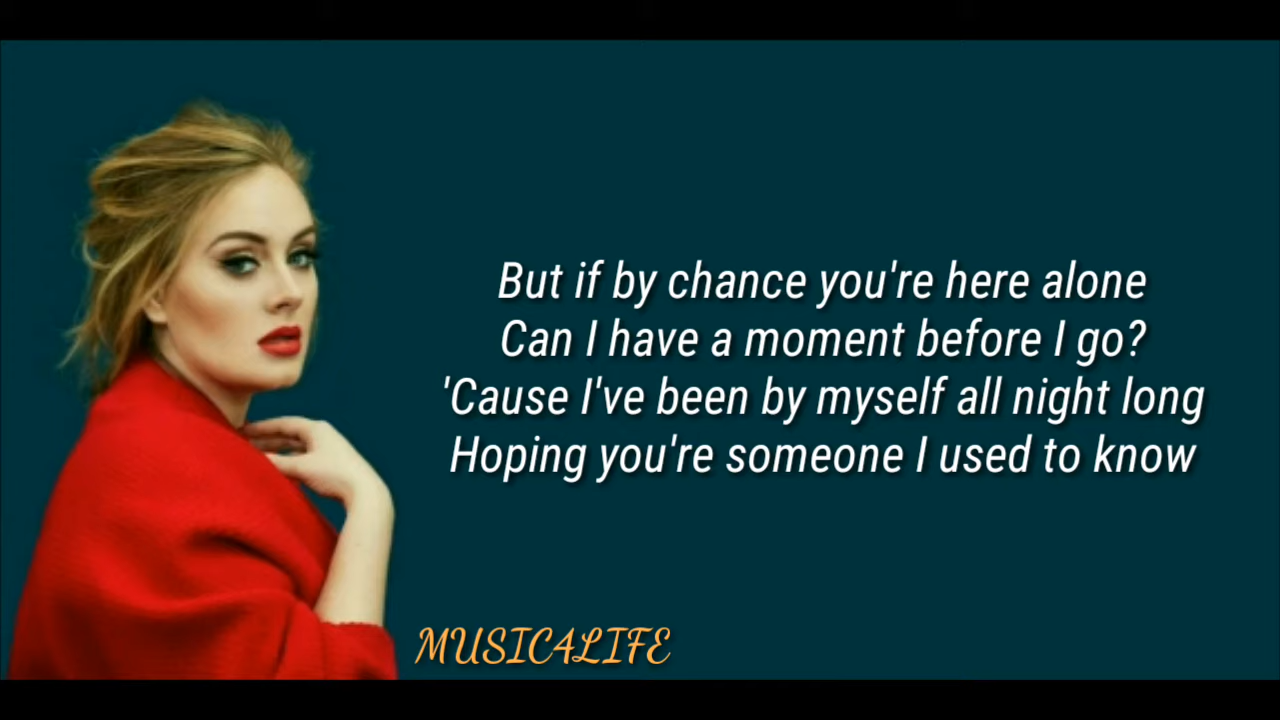 But if by chance you're here alone
Can I have a moment before I go?
'Cause I've been by myself all night long
Hoping you're someone I used to know
MUSIC4LIFE